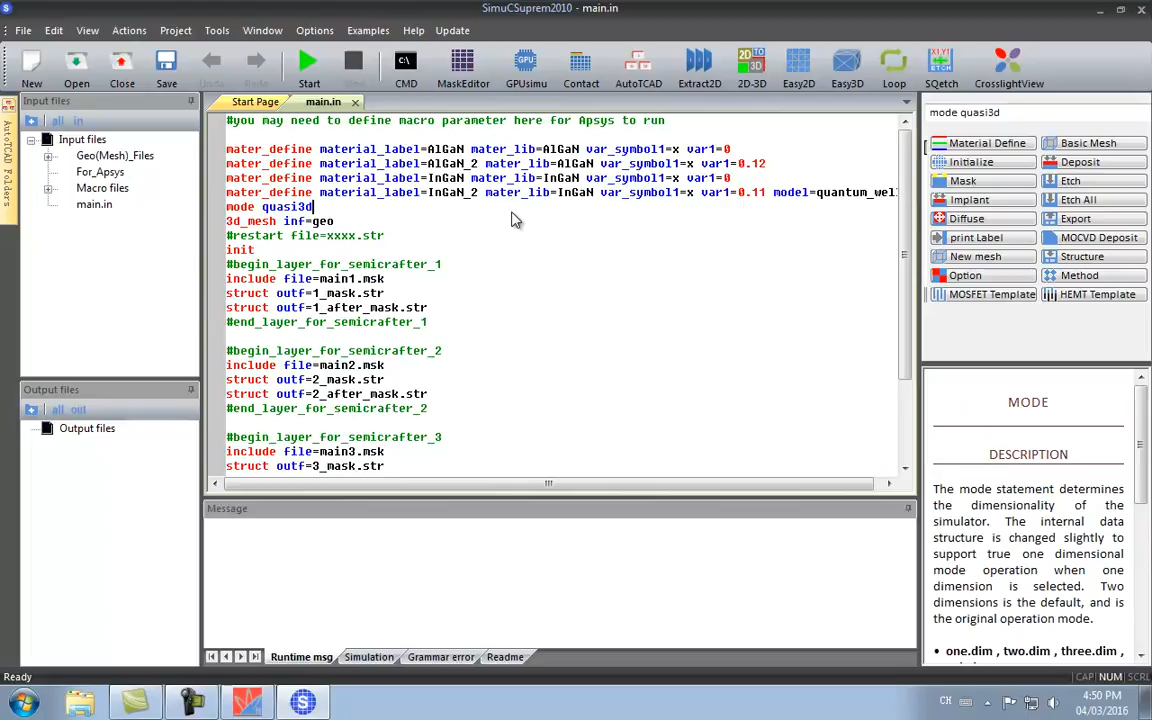 SimuCSuprem2010 - main.in
File Edit View Actions Project Tools Window Options Examples Help Update
New Open Close Save Undo Redo Start Stop CMD MaskEditor GPUsimu Contact AutoTCAD Extract2D 2D-3D Easy2D Easy3D Loop SQetch CrosslightView
Input files
all in
Input files
Geo(Mesh)_Files
For_Apsys
Macro files
main.in
AutoTCAD Folders
Output files
all out
Output files
Start Page main.in
#you may need to define macro parameter here for Apsys to run
mater_define material_label=AlGaN mater_lib=AlGaN var_symbol1=x var1=0
mater_define material_label=AlGaN_2 mater_lib=AlGaN var_symbol1=x var1=0.12
mater_define material_label=InGaN mater_lib=InGaN var_symbol1=x var1=0
mater_define material_label=InGaN_2 mater_lib=InGaN var_symbol1=x var1=0.11 model=quantum_wel
mode quasi3d
3d_mesh inf=geo
#restart file=xxxx.str
init
#begin_layer_for_semicrafter_1
include file=main1.msk
struct outf=1_mask.str
struct outf=1_after_mask.str
#end_layer_for_semicrafter_1
#begin_layer_for_semicrafter_2
include file=main2.msk
struct outf=2_mask.str
struct outf=2_after_mask.str
#end_layer_for_semicrafter_2
#begin_layer_for_semicrafter_3
include file=main3.msk
struct outf=3_mask.str
Message
Runtime msg Simulation Grammar error Readme
mode quasi3d
Material Define Basic Mesh
Initialize Deposit
Mask Etch
Implant Etch All
Diffuse Export
print Label MOCVD Deposit
New mesh Structure
Option Method
MOSFET Template HEMT Template
MODE
DESCRIPTION
The mode statement determines
the dimensionality of the
simulator. The internal data
structure is changed slightly to
support true one dimensional
mode operation when one
dimension is selected. Two
dimensions is the default, and is
the original operation mode.
• one.dim , two.dim , three.dim ,
Ready
CAP NUM SCRL
CH
4:50 PM
04/03/2016